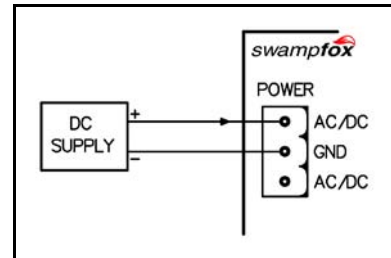 swampfox
POWER
DC
SUPPLY
+
-
AC/DC
GND
AC/DC